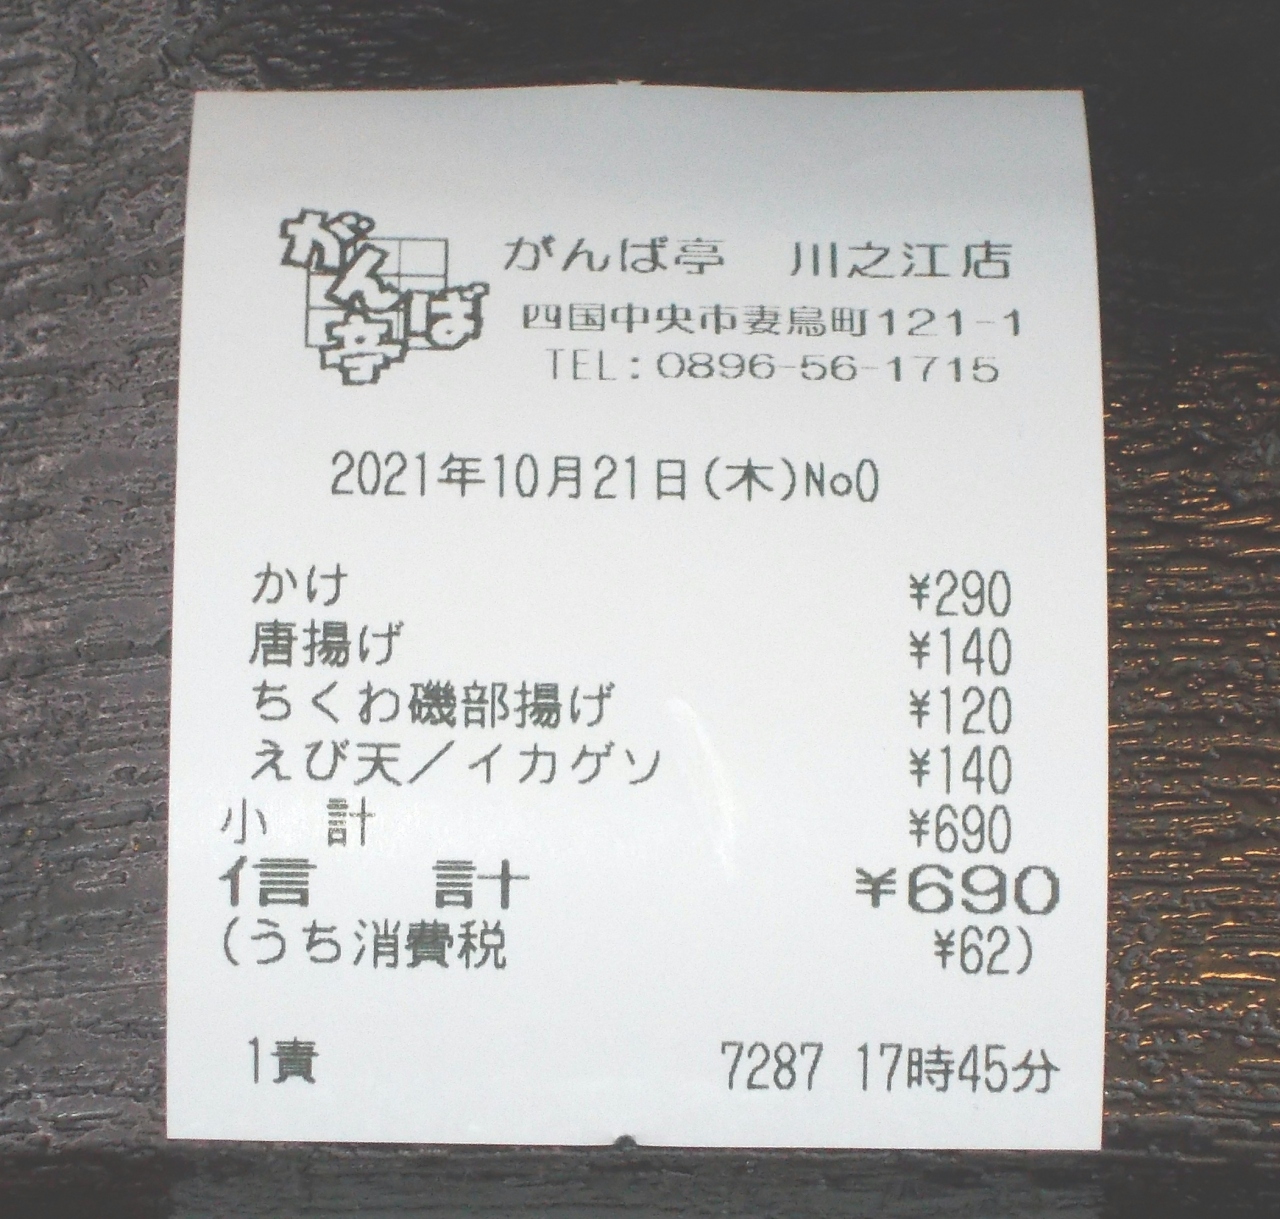 がんば亭
がんば亭　川之江店
四国中央市妻鳥町121-1
TEL:0896-56-1715
2021年10月21日(木)No0
かけ ¥290
唐揚げ ¥140
ちくわ磯部揚げ ¥120
えび天／イカゲソ ¥140
小　計 ¥690
信　　計 ¥690
(うち消費税 ¥62)
1責 7287 17時45分